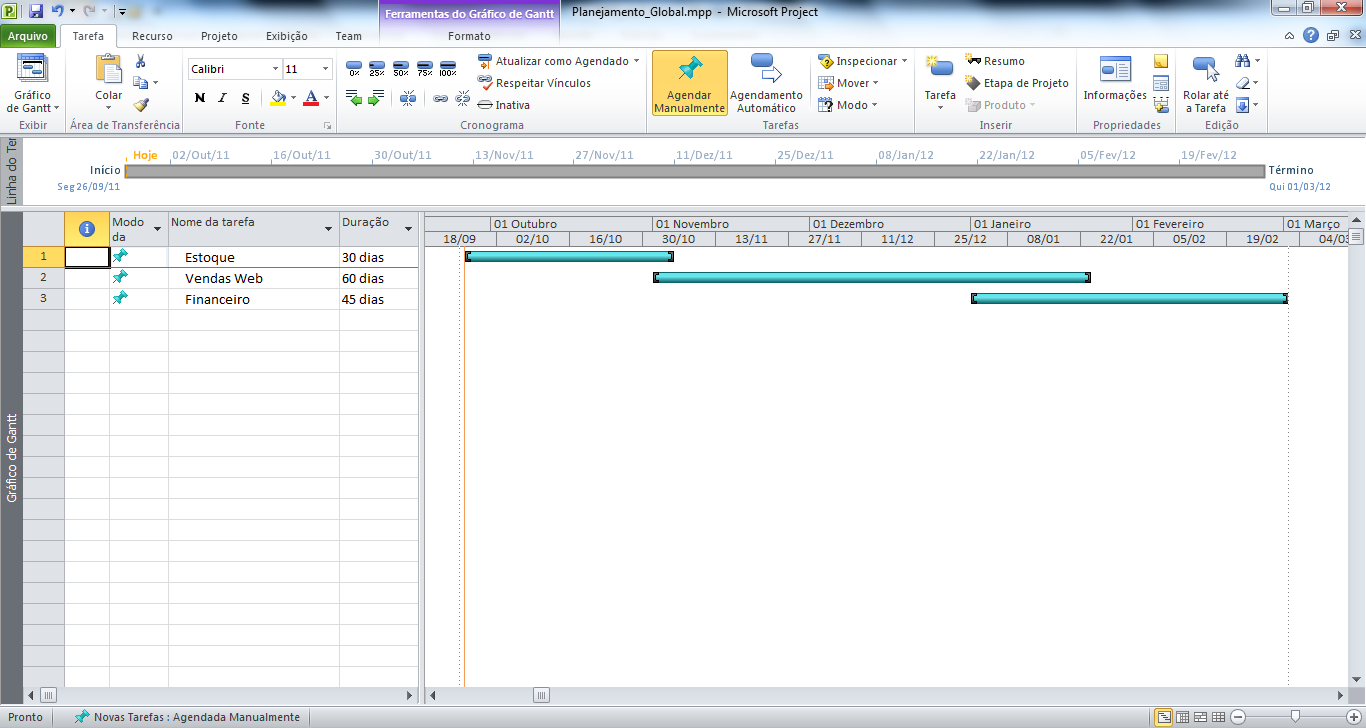 Ferramentas do Gráfico de Gantt
Planejamento_Global.mpp - Microsoft Project
Arquivo Tarefa Recurso Projeto Exibição Team Formato
Gráfico de Gantt
Exibir
Colar
Área de Transferência
Calibri 11
N I S
Fonte
0% 25% 50% 75% 100%
Atualizar como Agendado
Respeitar Vínculos
Inativa
Cronograma
Agendar Manualmente
Agendamento Automático
Inspecionar
Mover
Modo
Tarefas
Tarefa
Resumo
Etapa de Projeto
Produto
Inserir
Informações
Propriedades
Rolar até a Tarefa
Edição
Linha do Ter
Hoje 02/Out/11 16/Out/11 30/Out/11 13/Nov/11 27/Nov/11 11/Dez/11 25/Dez/11 08/Jan/12 22/Jan/12 05/Fev/12 19/Fev/12
Início
Seg 26/09/11
Término
Qui 01/03/12
Modo da
Nome da tarefa
Duração
01 Outubro 01 Novembro 01 Dezembro 01 Janeiro 01 Fevereiro 01 Março
18/09 02/10 16/10 30/10 13/11 27/11 11/12 25/12 08/01 22/01 05/02 19/02
1 Estoque 30 dias
2 Vendas Web 60 dias
3 Financeiro 45 dias
Gráfico de Gantt
Pronto
Novas Tarefas : Agendada Manualmente